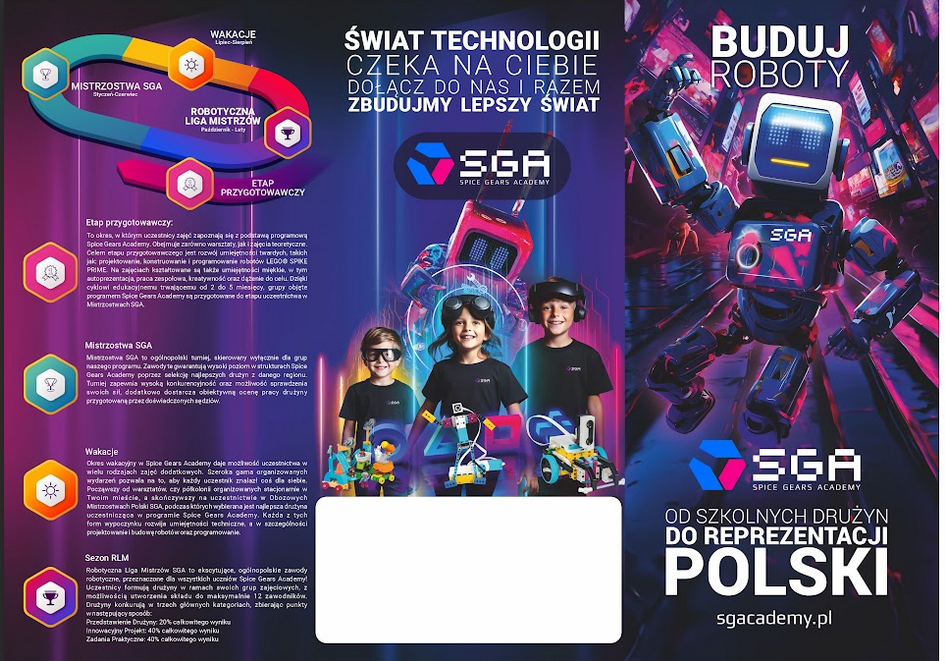 WAKACJE
Lipiec-Sierpień
MISTRZOSTWA SGA
Styczeń-Czerwiec
ROBOTYCZNA
LIGA MISTRZÓW
Październik - Luty
ETAP
PRZYGOTOWAWCZY
Etap przygotowawczy:
To okres, w którym uczestnicy zajęć zapoznają się z podstawą programową
Spice Gears Academy. Obejmuje zarówno warsztaty, jak i zajęcia teoretyczne.
Celem etapu przygotowawczego jest rozwój umiejętności twardych, takich
jak: projektowanie, konstruowanie i programowanie robotów LEGO® SPIKE
PRIME. Na zajęciach kształtowane są także umiejętności miękkie, w tym
autoprezentacja, praca zespołowa, kreatywność oraz dążenie do celu. Dzięki
cyklowi edukacyjnemu trwającemu od 2 do 5 miesięcy, grupy objęte
programem Spice Gears Academy są przygotowane do etapu uczestnictwa w
Mistrzostwach SGA.
Mistrzostwa SGA
Mistrzostwa SGA to ogólnopolski turniej, skierowany wyłącznie dla grup
naszego programu. Zawody te gwarantują wysoki poziom w strukturach Spice
Gears Academy poprzez selekcję najlepszych drużyn z danego regionu.
Turniej zapewnia wysoką konkurencyjność oraz możliwość sprawdzenia
swoich sił, dodatkowo dostarcza obiektywną ocenę pracy drużyny
przygotowaną przez doświadczonych sędziów.
Wakacje
Okres wakacyjny w Spice Gears Academy daje możliwość uczestnictwa w
wielu rodzajach zajęć dodatkowych. Szeroka gama organizowanych
wydarzeń pozwala na to, aby każdy uczestnik znalazł coś dla siebie.
Począwszy od warsztatów, czy półkolonii organizowanych stacjonarnie w
Twoim mieście, a skończywszy na uczestnictwie w Obozowych
Mistrzostwach Polski SGA, podczas których wybierana jest najlepsza drużyna
uczestnicząca w programie Spice Gears Academy. Każda z tych
form wypoczynku rozwija umiejętności techniczne, a w szczególności
projektowanie i budowę robotów oraz programowanie.
Sezon RLM
Robotyczna Liga Mistrzów SGA to ekscytujące, ogólnopolskie zawody
robotyczne, przeznaczone dla wszystkich uczniów Spice Gears Academy!
Uczestnicy formują drużyny w ramach swoich grup zajęciowych, z
możliwością utworzenia składu do maksymalnie 12 zawodników.
Drużyny konkurują w trzech głównych kategoriach, zbierając punkty
w następujący sposób:
Przedstawienie Drużyny: 20% całkowitego wyniku
Innowacyjny Projekt: 40% całkowitego wyniku
Zadania Praktyczne: 40% całkowitego wyniku
ŚWIAT TECHNOLOGII
CZEKA NA CIEBIE
DOŁĄCZ DO NAS I RAZEM
ZBUDUJMY LEPSZY ŚWIAT
SGA
SPICE GEARS ACADEMY
BUDUJ
ROBOTY
SGA
SGA
SPICE GEARS ACADEMY
OD SZKOLNYCH DRUŻYN
DO REPREZENTACJI
POLSKI
sgacademy.pl